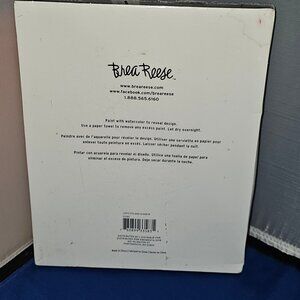 Brea Reese™
www.breareese.com
www.facebook.com/breareese
1.888.565.6160
Paint with watercolor to reveal design.
Use a paper towel to remove any excess paint. Let dry overnight.
Peindre avec de l'aquarelle pour révéler le design. Utiliser une serviette en papier pour
enlever toute peinture en excès. Laisser sécher pendant la nuit.
Pintar con acuarela para revelar el diseño. Utilice una toalla de papel para
eliminar el exceso de pintura. Deje secar durante la noche.